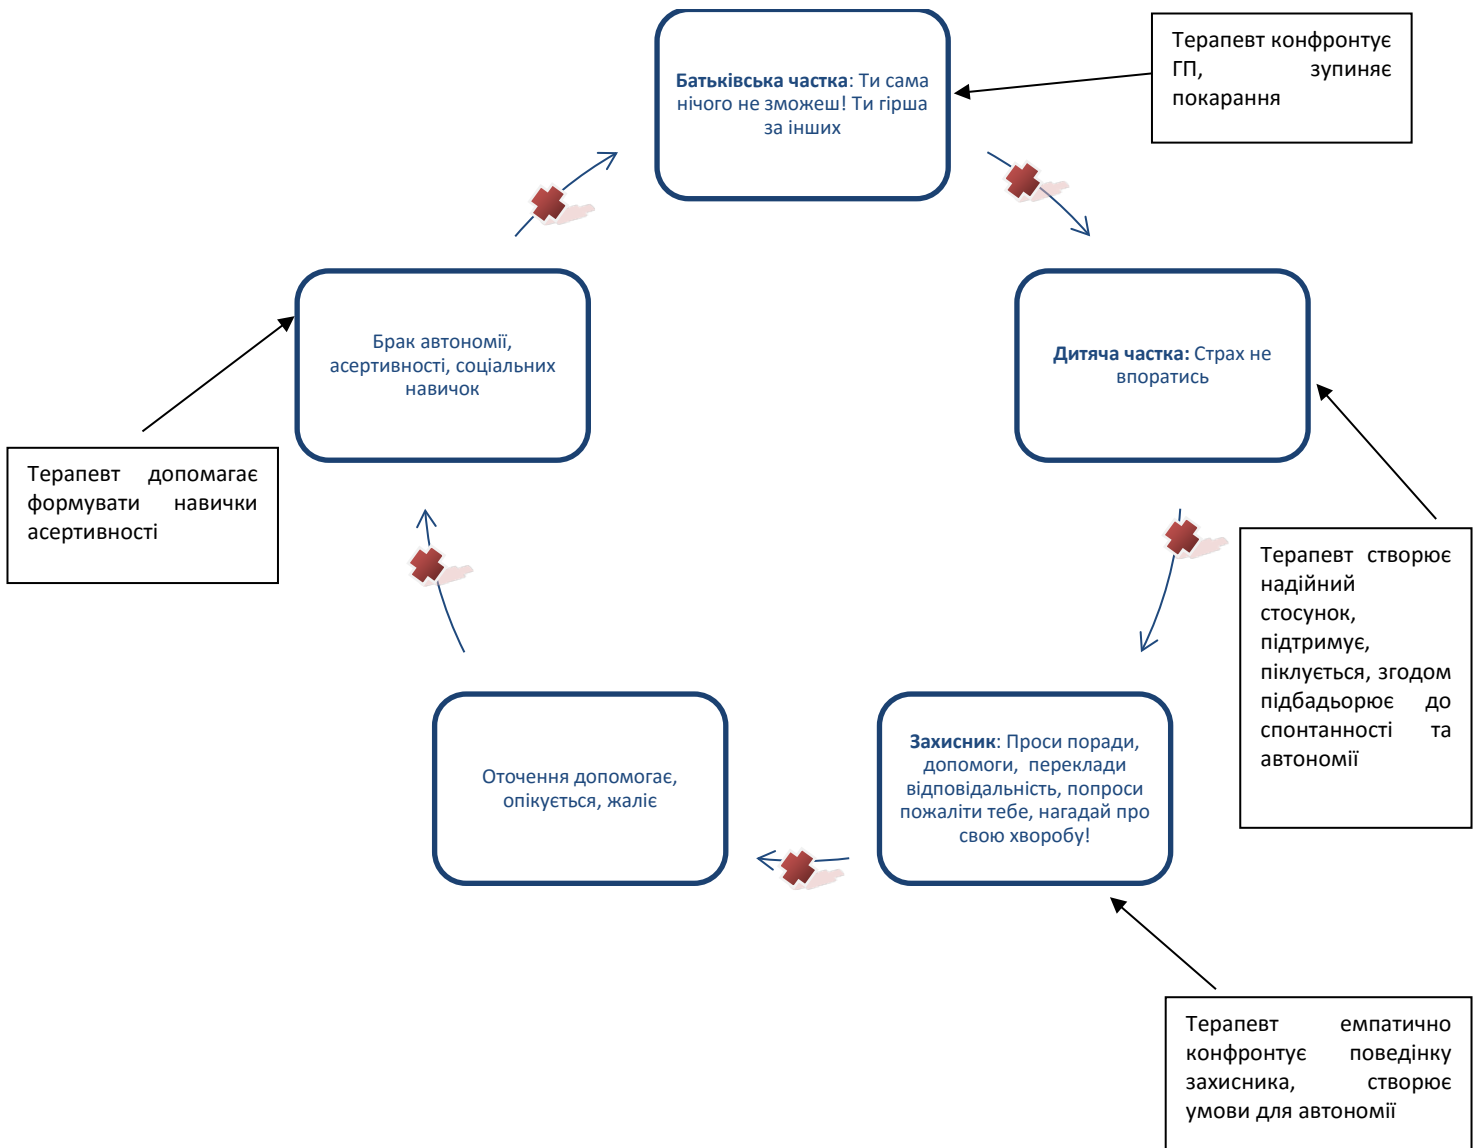 Батьківська частка: Ти сама
нічого не зможеш! Ти гірша
за інших
Терапевт конфронтує
ГП, зупиняє
покарання
Дитяча частка: Страх не
впоратись
Терапевт створює
надійний
стосунок,
підтримує,
піклується, згодом
підбадьорює до
спонтанності та
автономії
Захисник: Проси поради,
допомоги, переклади
відповідальність, попроси
пожаліти тебе, нагадай про
свою хворобу!
Терапевт емпатично
конфронтує поведінку
захисника, створює
умови для автономії
Оточення допомогає,
опікується, жаліє
Брак автономії,
асертивності, соціальних
навичок
Терапевт допомагає
формувати навички
асертивності